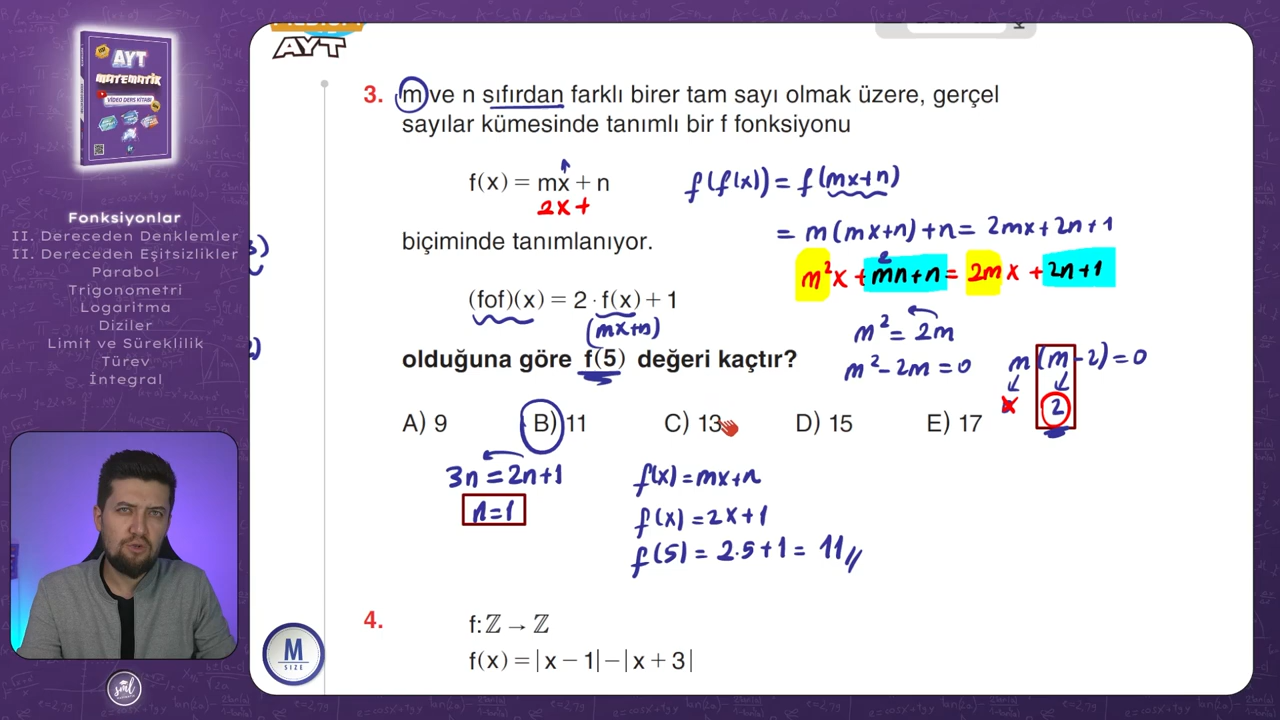 AYT
MATEMATİK
VİDEO DERS KİTABI
AYT
Fonksiyonlar
II. Dereceden Denklemler
II. Dereceden Eşitsizlikler
Parabol
Trigonometri
Logaritma
Diziler
Limit ve Süreklilik
Türev
İntegral
3. m ve n sıfırdan farklı birer tam sayı olmak üzere, gerçel
sayılar kümesinde tanımlı bir f fonksiyonu
f(x) = mx + n
2x +
f(f(x)) = f(mx+n)
= m(mx+n)+n = 2mx+2n+1
biçiminde tanımlanıyor.
2
m²x + mn+n = 2mx + 2n+1
(fof)(x) = 2 · f(x) + 1
(mx+n)
m² = 2m
m² - 2m = 0
m(m-2)=0
2
olduğuna göre f(5) değeri kaçtır?
A) 9 B) 11 C) 13 D) 15 E) 17
3n = 2n+1
n=1
f(x) = mx+n
f(x) = 2x+1
f(5) = 2.5+1 = 11//
4. f: ℤ → ℤ
f(x) = |x − 1| − |x + 3|
M
SIZE
sml